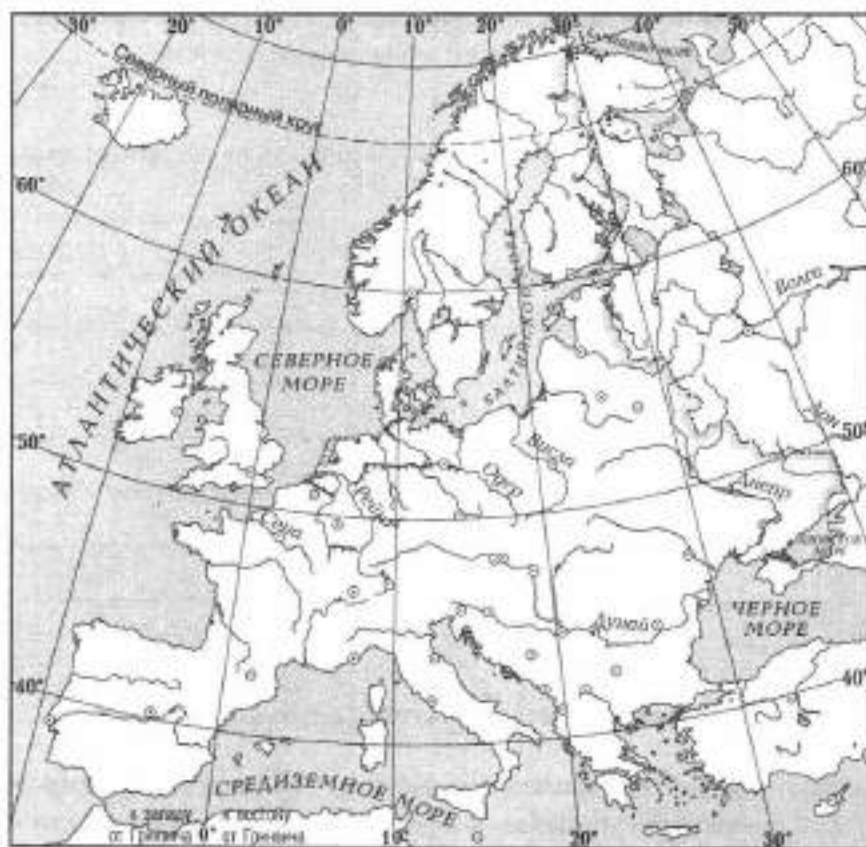 30° 20° 10° 0° 10° 20° 30° 40° 50°
Северный полярный круг
60°
60°
АТЛАНТИЧЕСКИЙ ОКЕАН
Волга
СЕВЕРНОЕ
МОРЕ
Дон
50°
50°
Висла
Одер
Днепр
Рейн
Сена
ЧЕРНОЕ
МОРЕ
Дунай
40°
40°
СРЕДИЗЕМНОЕ МОРЕ
к западу к востоку
от Гринвича 0° от Гринвича
10° 20° 30°